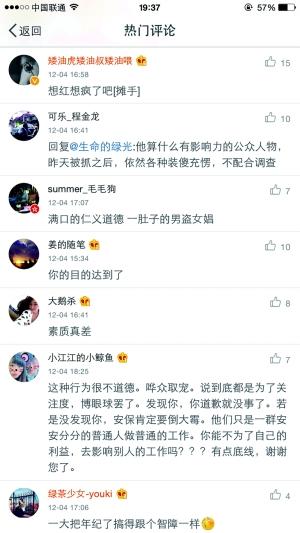 中国联通 19:37 57%
返回 热门评论
矮油虎矮油叔矮油喂 15
12-04 16:58
想红想疯了吧[摊手]
可乐_程金龙 10
12-04 16:41
回复@生命的绿光:他算什么有影响力的公众人物，
昨天被抓之后，依然各种装傻充愣，不配合调查
summer_毛毛狗 7
12-04 17:07
满口的仁义道德 一肚子的男盗女娼
姜的随笔 10
12-04 15:34
你的目的达到了
大鹅杀 8
12-04 16:41
素质真差
小江江的小鲸鱼 7
12-04 18:25
这种行为很不道德。哗众取宠。说到底都是为了关
注度，博眼球罢了。发现你，你道歉就没事了。若
是没发现你，安保肯定要倒大霉。他们只是一群安
安分分的普通人做普通的工作。你能不为了自己的
利益，去影响别人的工作吗？？？有点底线，谢谢
您了。
绿茶少女-youki 4
12-04 17:06
一大把年纪了搞得跟个智障一样